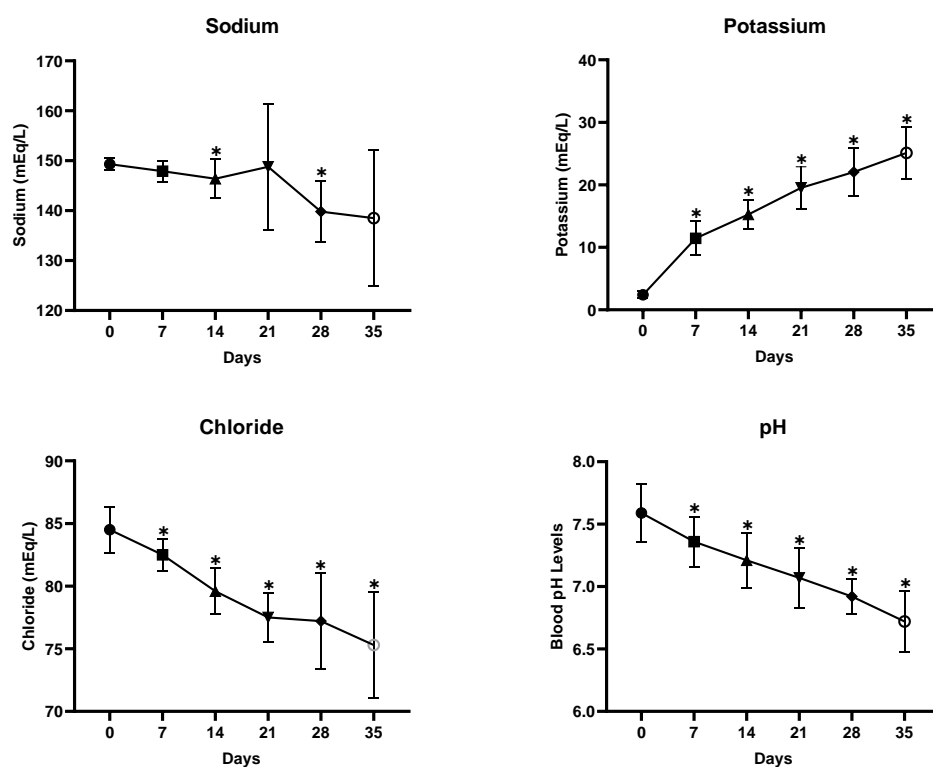 Sodium
170
160
150
140
130
120
Sodium (mEq/L)
* *
0 7 14 21 28 35
Days
Potassium
40
30
20
10
0
Potassium (mEq/L)
* * * * *
0 7 14 21 28 35
Days
Chloride
90
85
80
75
70
Chloride (mEq/L)
* * * * *
0 7 14 21 28 35
Days
pH
8.0
7.5
7.0
6.5
6.0
Blood pH Levels
* * * * *
0 7 14 21 28 35
Days